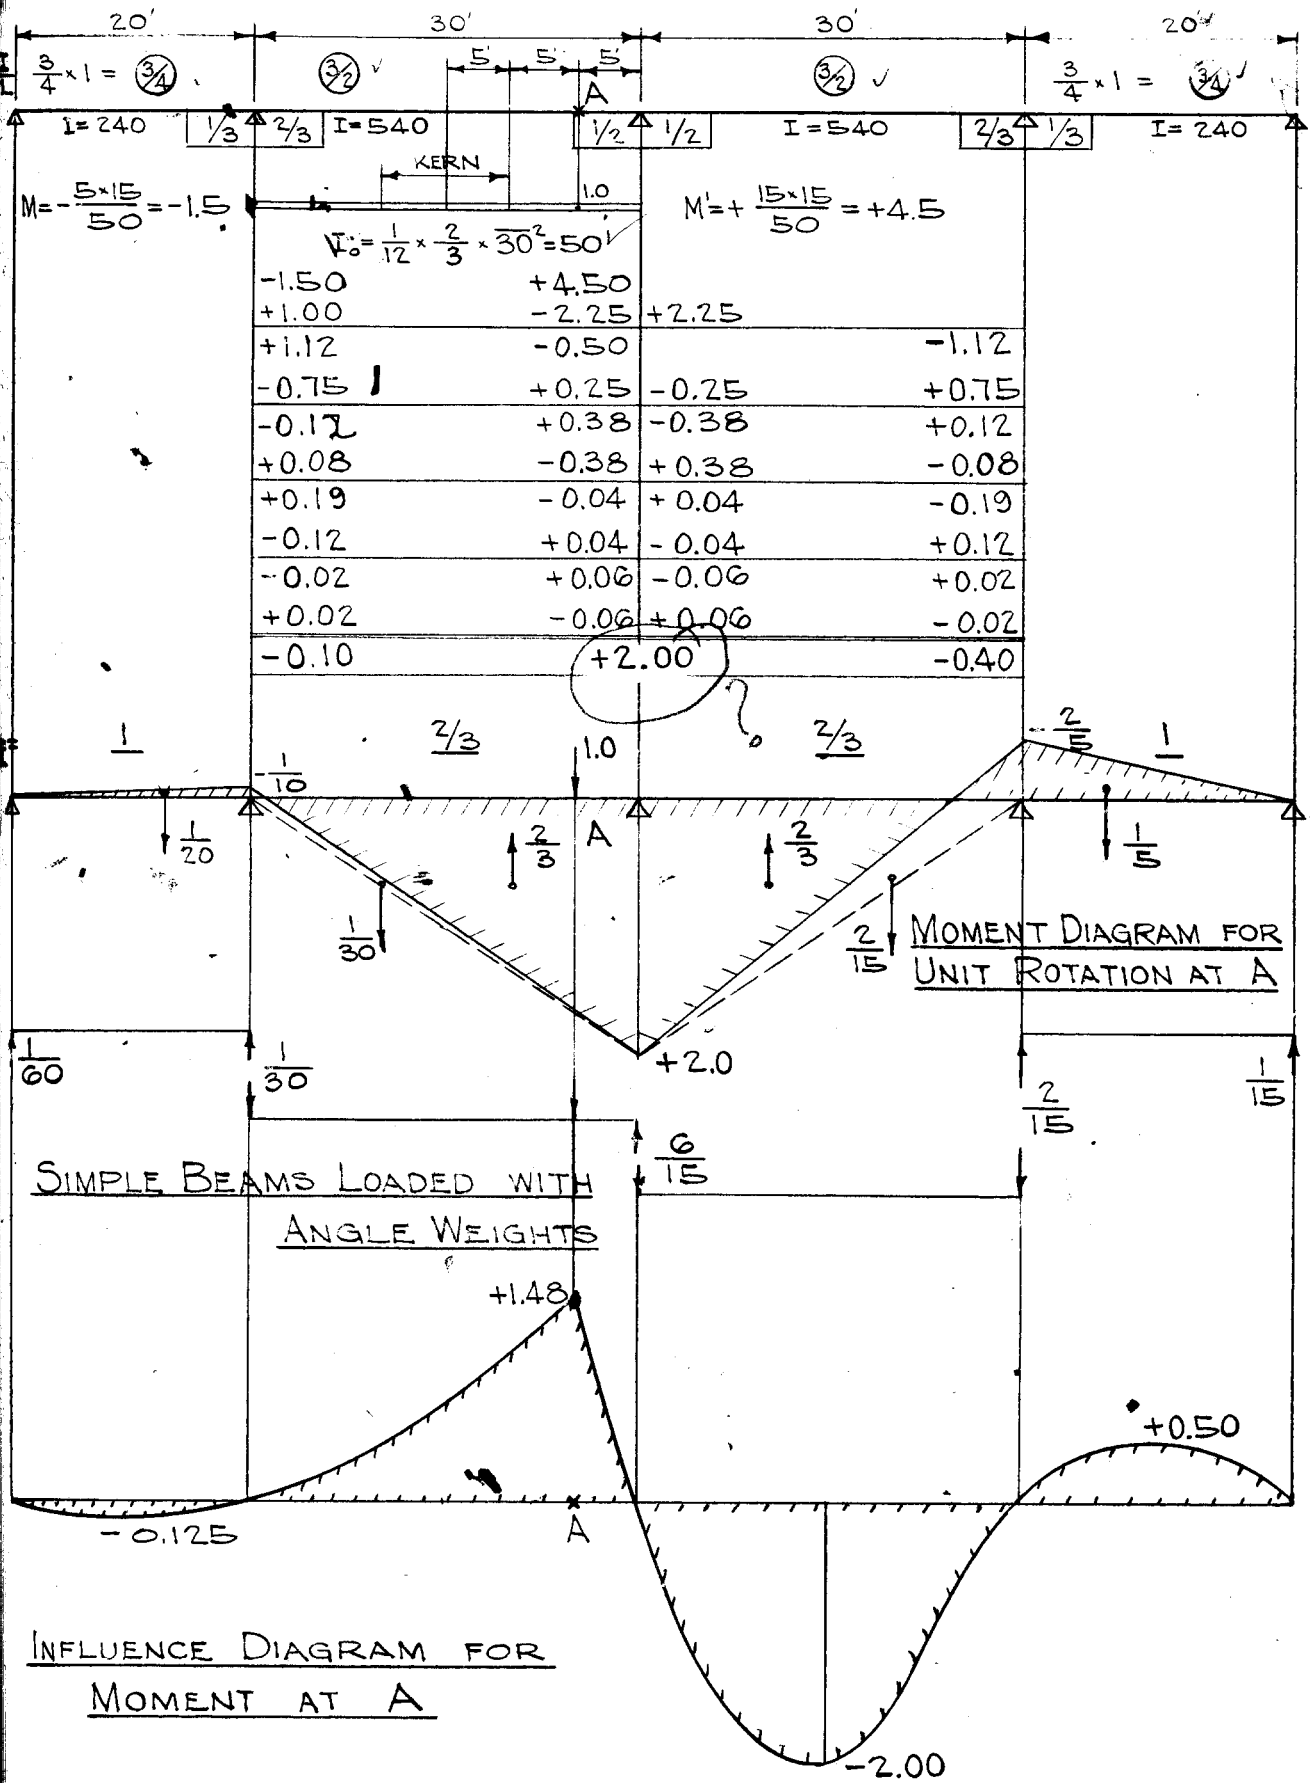 20' 30' 30' 20'
5' 5' 5'
I/L 3/4 × 1 = 3/4 3/2 ✓ 3/2 ✓ 3/4 × 1 = 3/4 ✓
A
I=240 1/3 2/3 I=540 1/2 1/2 I=540 2/3 1/3 I=240
KERN
1.0
M=-5×15/50=-1.5 M'=+15×15/50=+4.5
I₀=1/12 × 2/3 × 30²=50
-1.50 +4.50
+1.00 -2.25 +2.25
+1.12 -0.50 -1.12
-0.75 +0.25 -0.25 +0.75
-0.12 +0.38 -0.38 +0.12
+0.08 -0.38 +0.38 -0.08
+0.19 -0.04 +0.04 -0.19
-0.12 +0.04 -0.04 +0.12
-0.02 +0.06 -0.06 +0.02
+0.02 -0.06 +0.06 -0.02
-0.10 +2.00 -0.40
?
1 2/3 1.0 2/3 -2/5 1
-1/10
1/20 2/3 A 2/3 1/5
1/30 2/15
MOMENT DIAGRAM FOR
UNIT ROTATION AT A
+2.0
1/60 1/30 2/15 1/15
6/15
SIMPLE BEAMS LOADED WITH
ANGLE WEIGHTS
+1.48
+0.50
-0.125 A
INFLUENCE DIAGRAM FOR
MOMENT AT A
-2.00